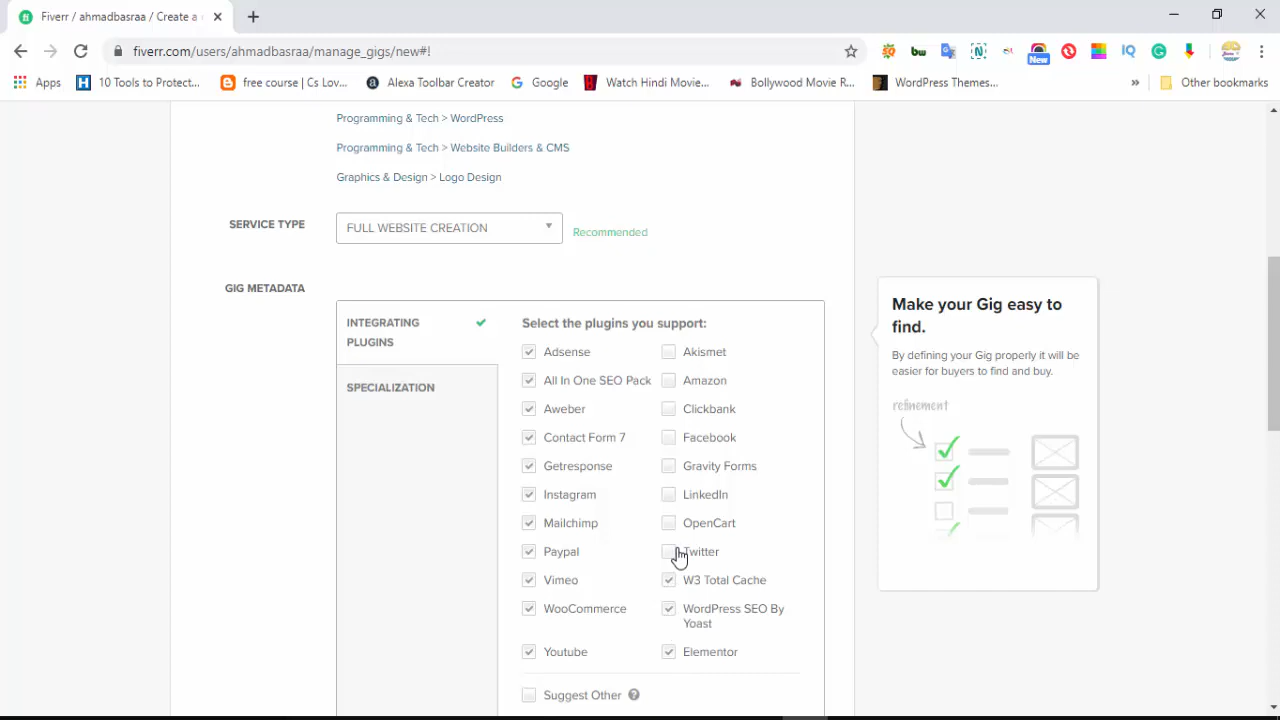 Fiverr / ahmadbasraa / Create a
fiverr.com/users/ahmadbasraa/manage_gigs/new#!
New
Apps
10 Tools to Protect...
free course | Cs Lov...
Alexa Toolbar Creator
Google
Watch Hindi Movie...
Bollywood Movie R...
WordPress Themes...
»
Other bookmarks
Programming & Tech > WordPress
Programming & Tech > Website Builders & CMS
Graphics & Design > Logo Design
SERVICE TYPE
FULL WEBSITE CREATION
Recommended
GIG METADATA
INTEGRATING
PLUGINS
SPECIALIZATION
Select the plugins you support:
Adsense
Akismet
All In One SEO Pack
Amazon
Aweber
Clickbank
Contact Form 7
Facebook
Getresponse
Gravity Forms
Instagram
LinkedIn
Mailchimp
OpenCart
Paypal
Twitter
Vimeo
W3 Total Cache
WooCommerce
WordPress SEO By
Yoast
Youtube
Elementor
Suggest Other ?
Make your Gig easy to
find.
By defining your Gig properly it will be
easier for buyers to find and buy.
refinement